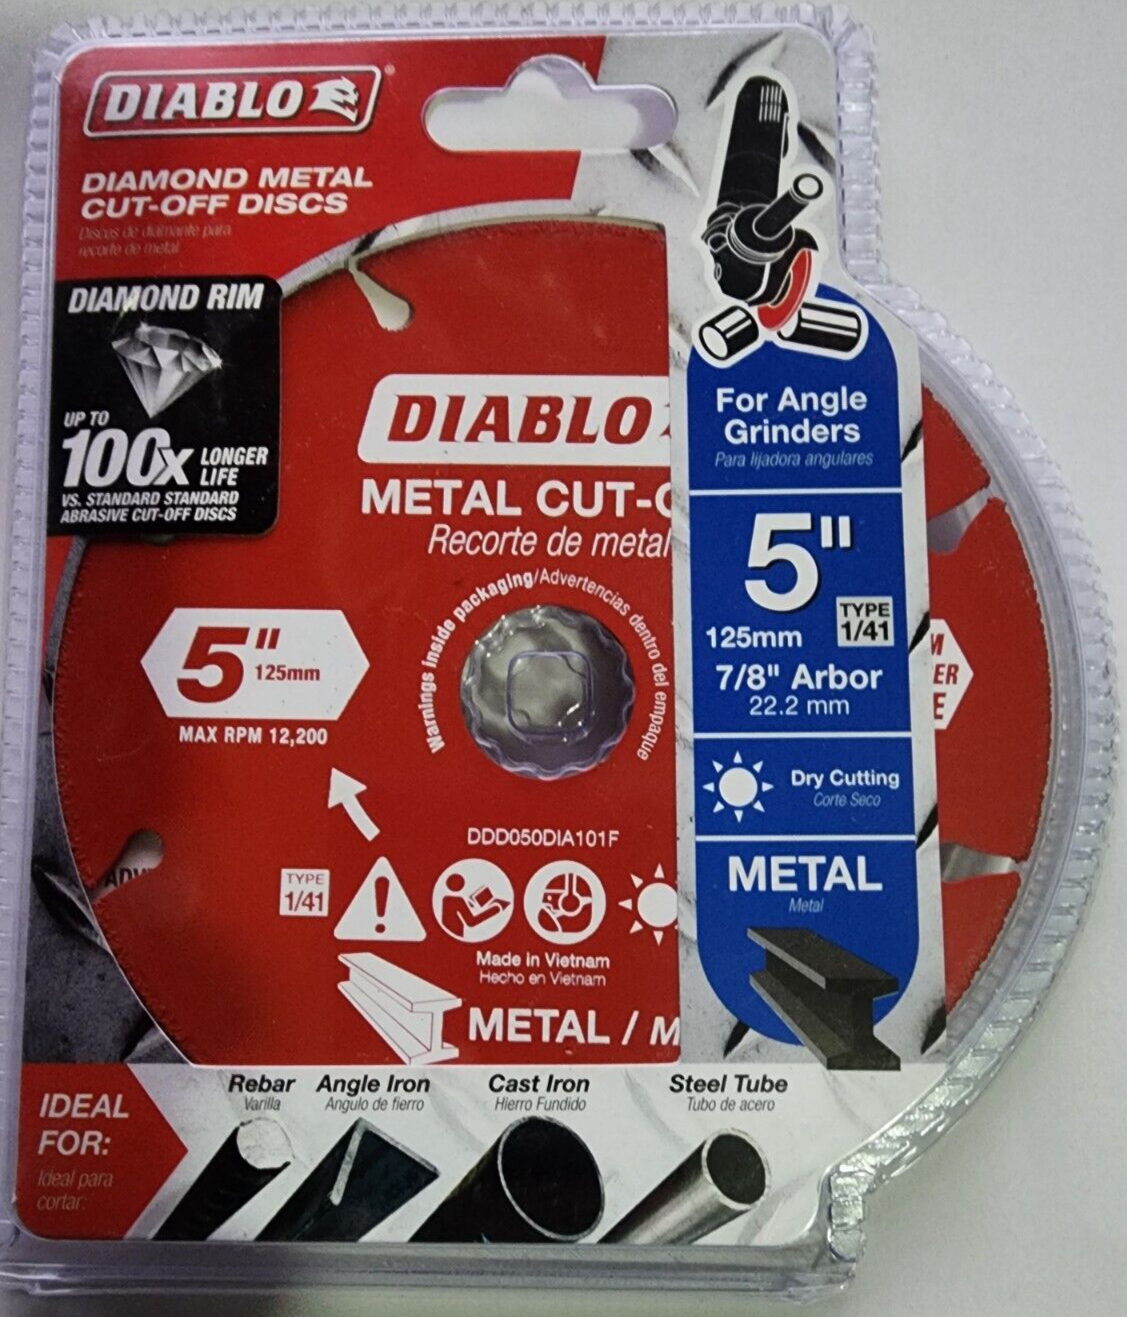 DIABLO
DIAMOND METAL
CUT-OFF DISCS
Discos de diamante para
recorte de metal
DIAMOND RIM
UP TO
100x LONGER
LIFE
VS. STANDARD STANDARD
ABRASIVE CUT-OFF DISCS
DIABLO
METAL CUT-
Recorte de metal
Warnings inside packaging/Advertencias dentro del empaque
5"
125mm
MAX RPM 12,200
DDD050DIA101F
TYPE
1/41
Made in Vietnam
Hecho en Vietnam
METAL / M
For Angle
Grinders
Para lijadora angulares
5"
TYPE
1/41
125mm
7/8" Arbor
22.2 mm
Dry Cutting
Corte Seco
METAL
Metal
M
ER
E
IDEAL
FOR:
Ideal para
cortar:
Rebar
Varilla
Angle Iron
Angulo de fierro
Cast Iron
Hierro Fundido
Steel Tube
Tubo de acero